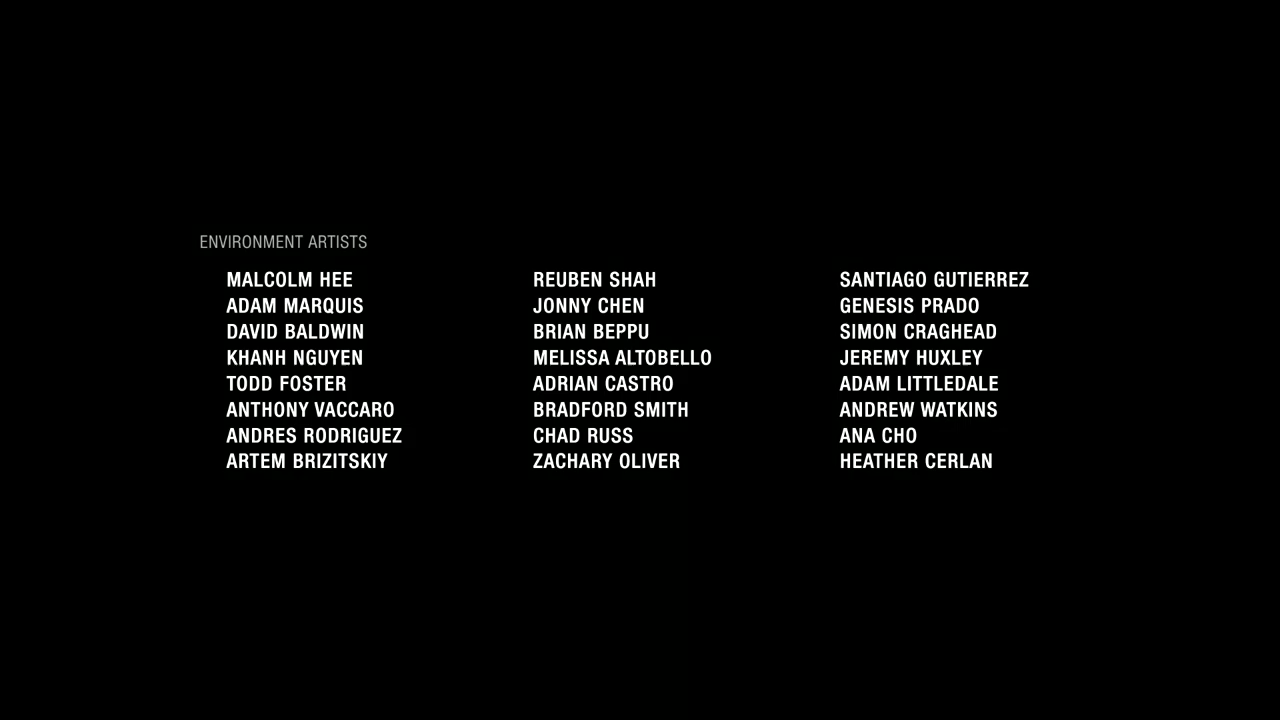 ENVIRONMENT ARTISTS
MALCOLM HEE
ADAM MARQUIS
DAVID BALDWIN
KHANH NGUYEN
TODD FOSTER
ANTHONY VACCARO
ANDRES RODRIGUEZ
ARTEM BRIZITSKIY
REUBEN SHAH
JONNY CHEN
BRIAN BEPPU
MELISSA ALTOBELLO
ADRIAN CASTRO
BRADFORD SMITH
CHAD RUSS
ZACHARY OLIVER
SANTIAGO GUTIERREZ
GENESIS PRADO
SIMON CRAGHEAD
JEREMY HUXLEY
ADAM LITTLEDALE
ANDREW WATKINS
ANA CHO
HEATHER CERLAN